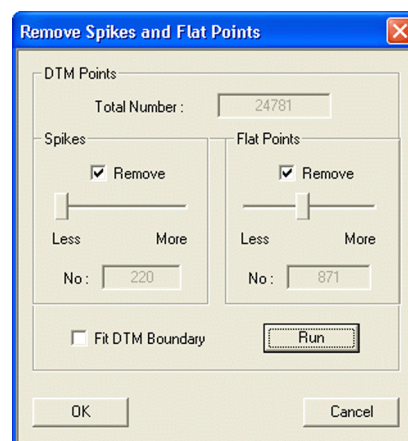 Remove Spikes and Flat Points
DTM Points
Total Number : 24781
Spikes
Remove
Less More
No : 220
Flat Points
Remove
Less More
No : 871
Fit DTM Boundary Run
OK Cancel